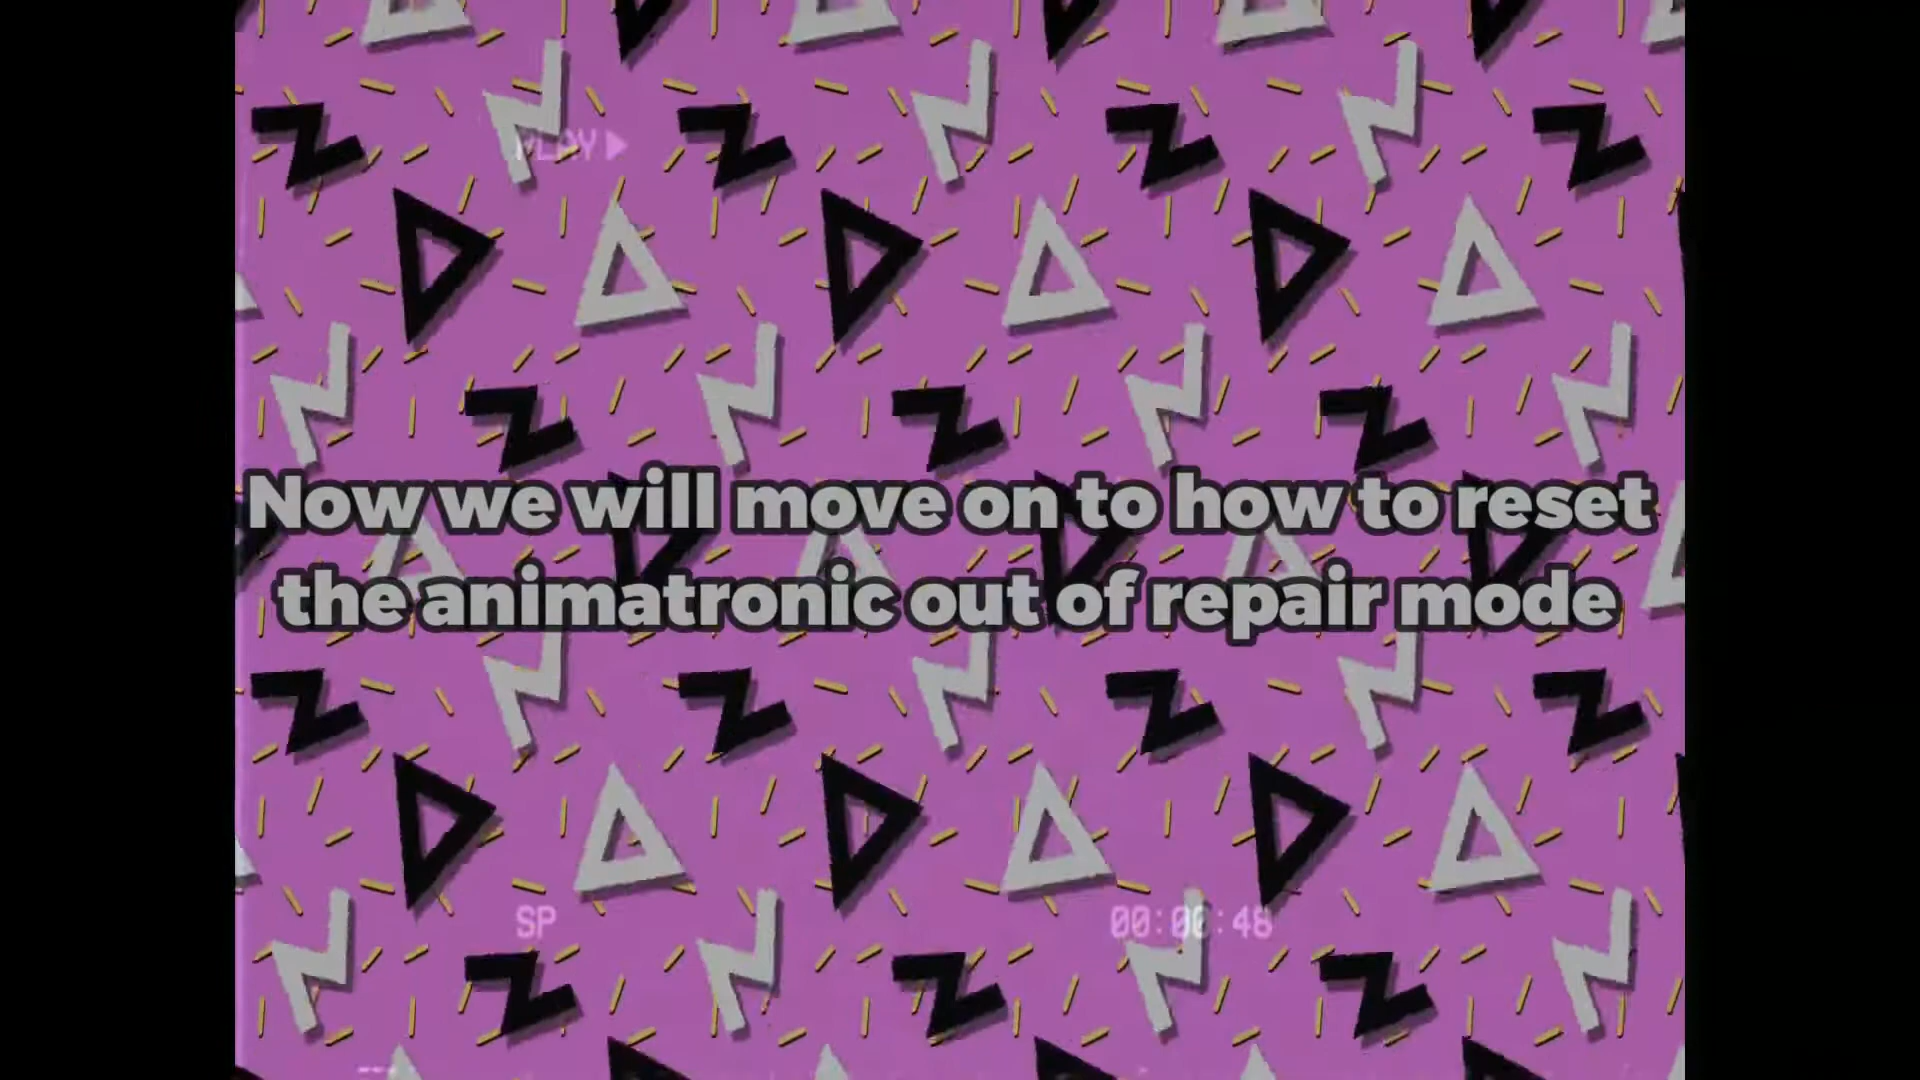 PLAY
Now we will move on to how to reset
the animatronic out of repair mode
SP
00:00:48